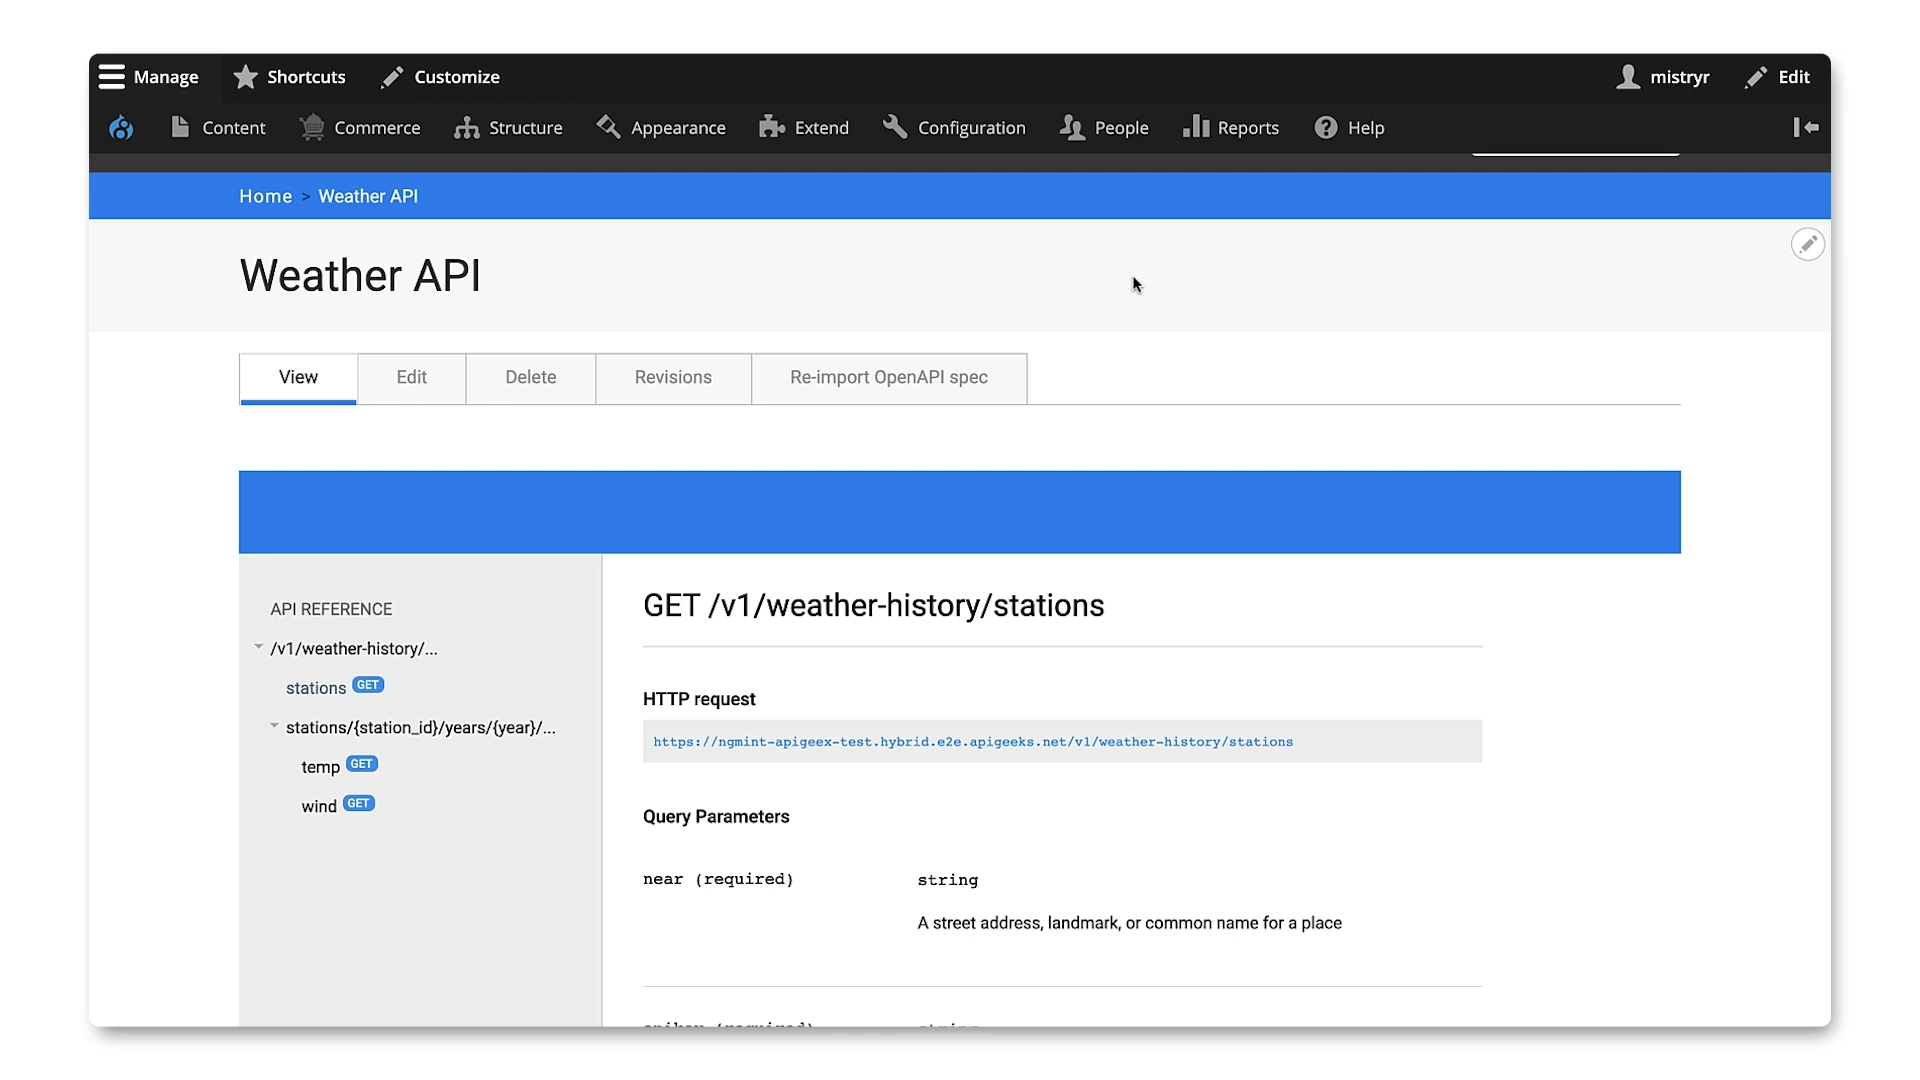 Manage Shortcuts Customize mistryr Edit
Content Commerce Structure Appearance Extend Configuration People Reports Help
Home > Weather API
Weather API
View Edit Delete Revisions Re-import OpenAPI spec
API REFERENCE
/v1/weather-history/...
stations GET
stations/{station_id}/years/{year}/...
temp GET
wind GET
GET /v1/weather-history/stations
HTTP request
https://ngmint-apigeex-test.hybrid.e2e.apigeeks.net/v1/weather-history/stations
Query Parameters
near (required) string
A street address, landmark, or common name for a place